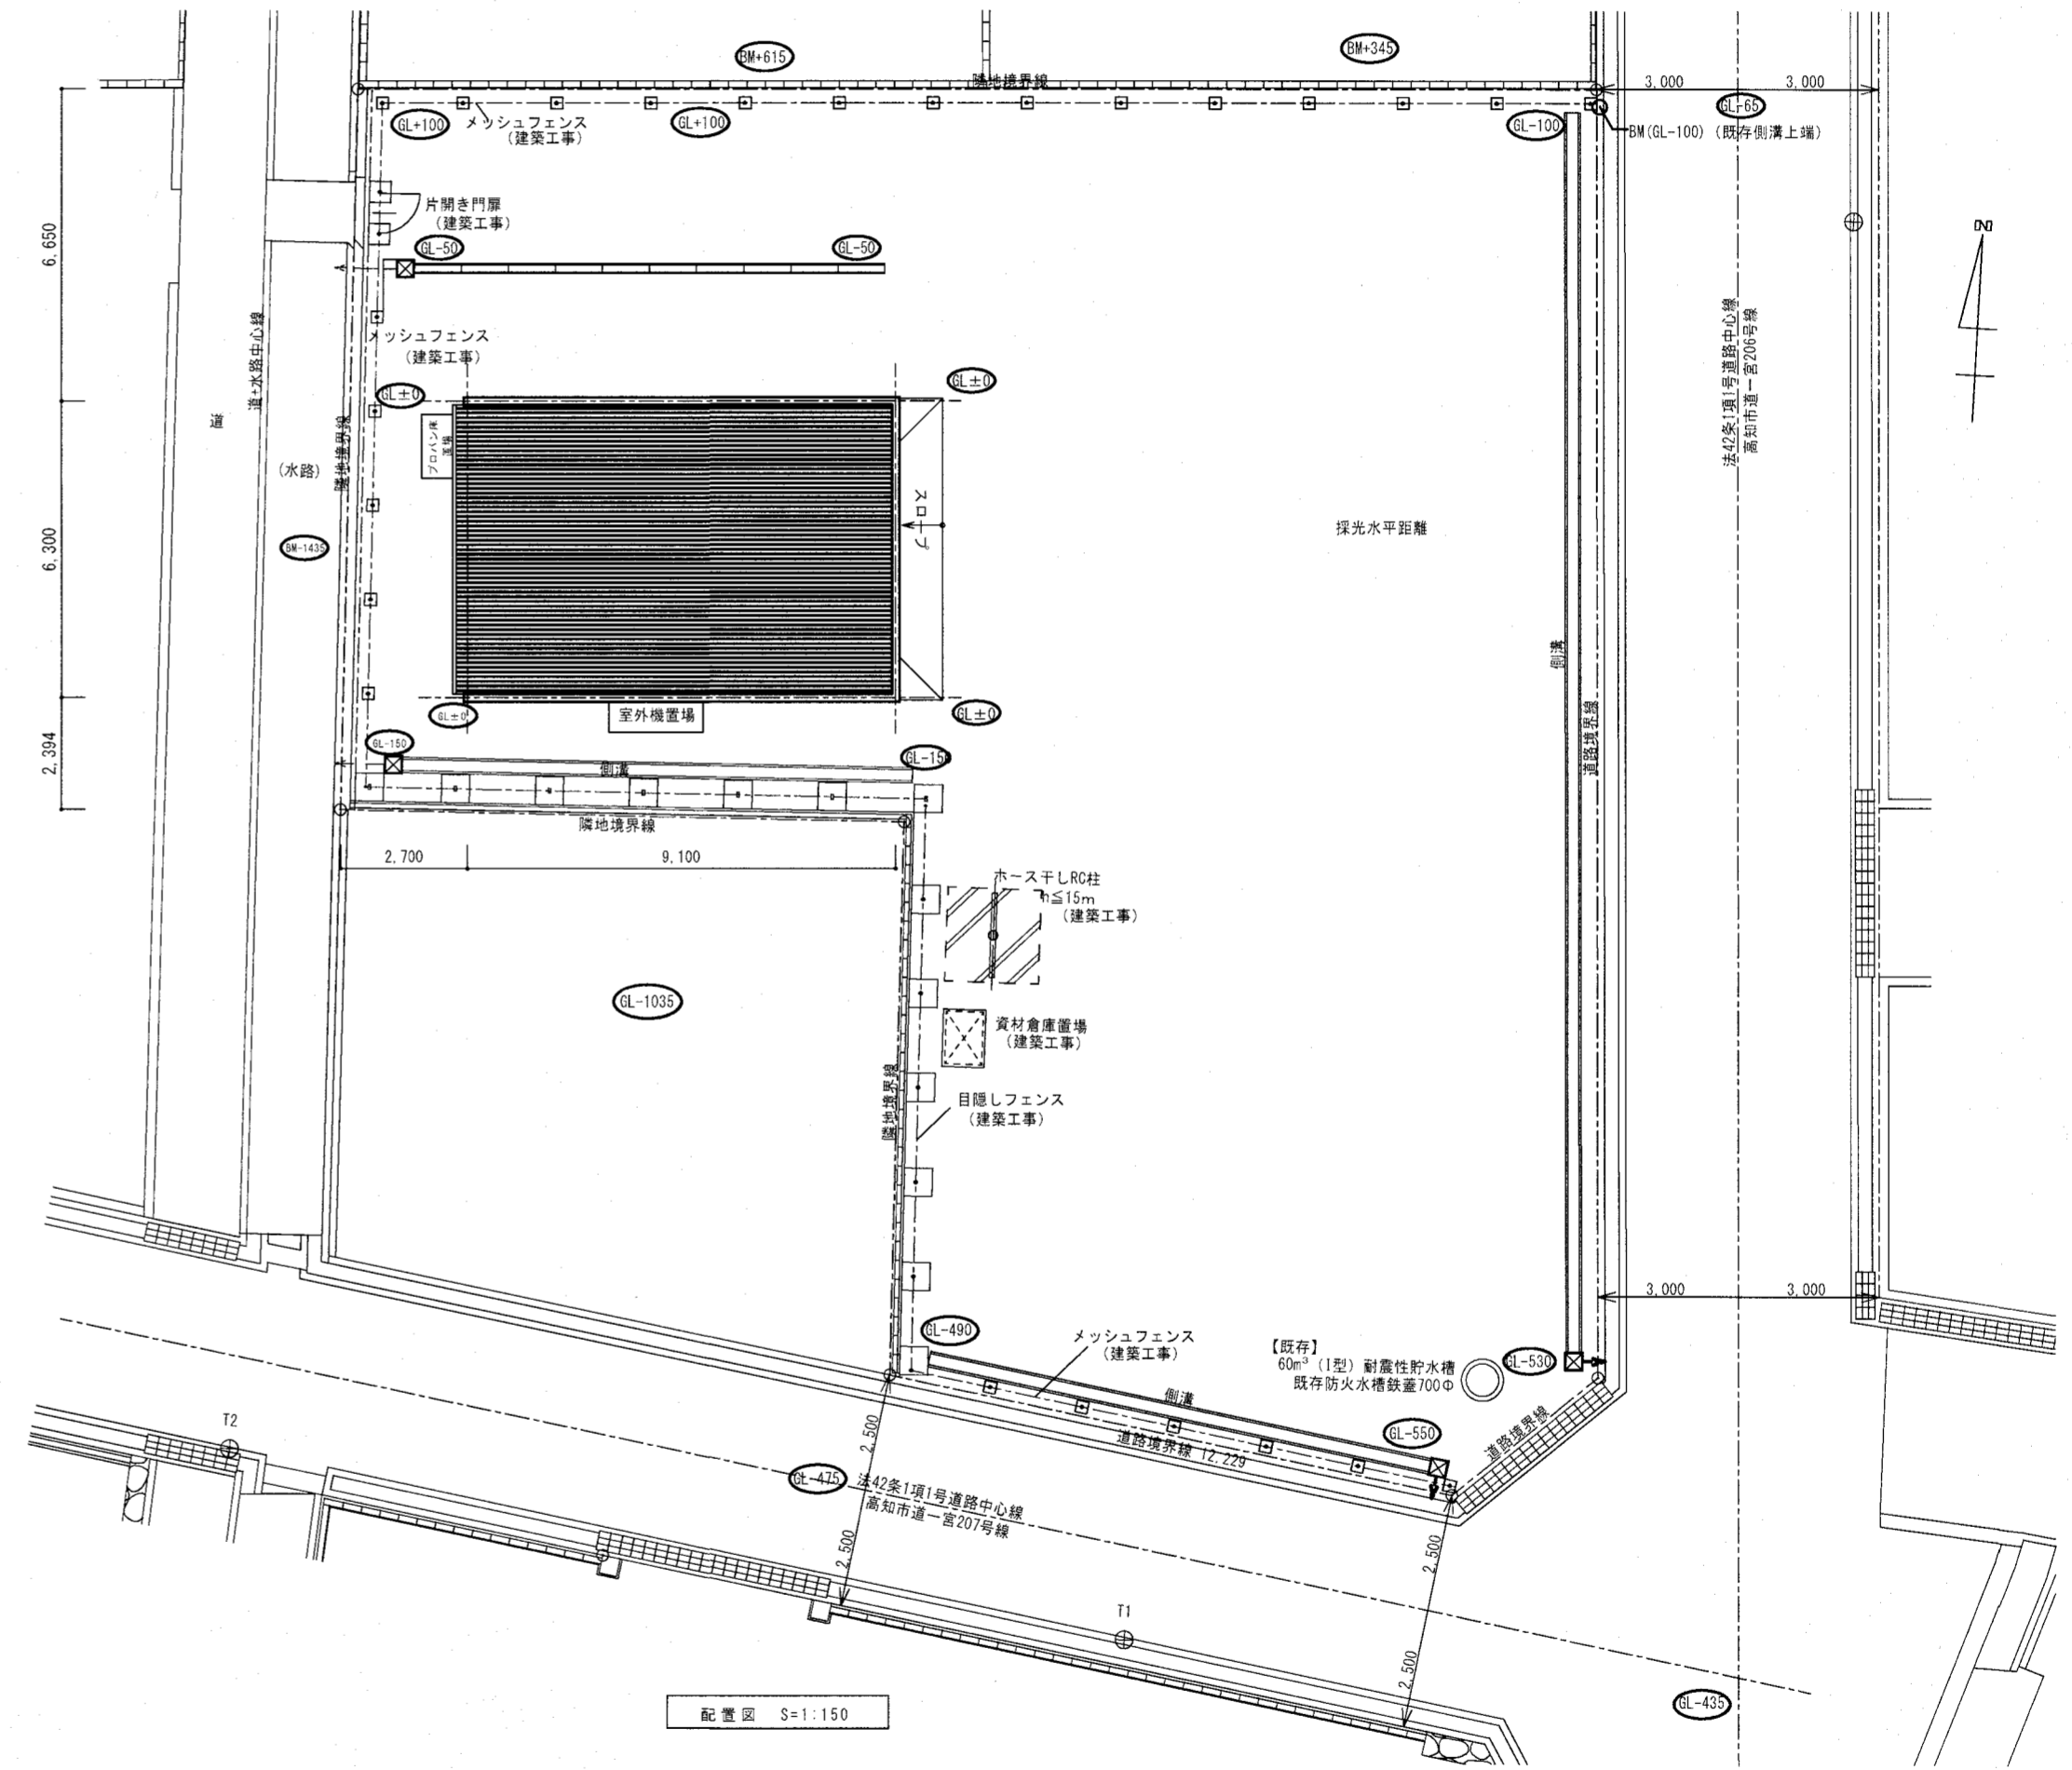 BM+615
BM+345
隣地境界線
3,000
3,000
GL-65
GL+100
メッシュフェンス
(建築工事)
GL+100
GL-100
BM(GL-100) (既存側溝上端)
片開き門扉
(建築工事)
GL-50
GL-50
6,650
N
道+水路中心線
メッシュフェンス
(建築工事)
法42条1項1号道路中心線
高知市道一宮206号線
GL±0
GL±0
道
隣地境界線
(水路)
スロープ
採光水平距離
6,300
BM-1435
側溝
道路境界線
GL±0
室外機置場
GL±0
2,394
GL-150
GL-15
側溝
隣地境界線
2,700
9,100
ホース干しRC柱
h≦15m
(建築工事)
GL-1035
資材倉庫置場
(建築工事)
隣地境界線
目隠しフェンス
(建築工事)
3,000
3,000
GL-490
メッシュフェンス
(建築工事)
【既存】
60m³ (I型) 耐震性貯水槽
既存防火水槽鉄蓋700Φ
GL-530
側溝
GL-550
道路境界線
道路境界線 12,229
T2
2,500
GL-475
法42条1項1号道路中心線
高知市道一宮207号線
2,500
2,500
T1
2,500
GL-435
配置図 S=1:150